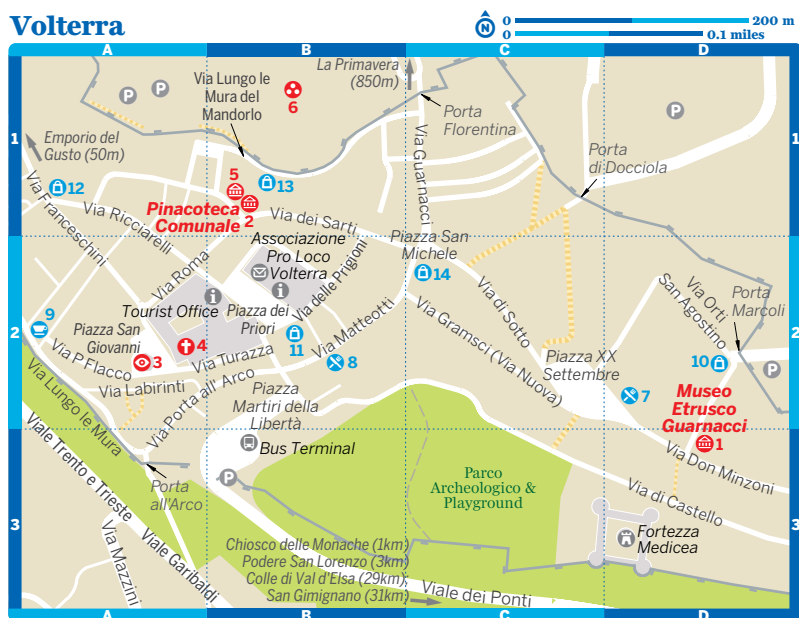 Volterra
N
0 200 m
0 0.1 miles
A B C D
1
2
3
1
2
3
A B C D
La Primavera
(850m)
Via Lungo le
Mura del
Mandorlo
6
P
P
P
Porta
Florentina
Emporio del
Gusto (50m)
Porta
di Docciola
Via Guarnacci
12
5
13
Pinacoteca
Comunale
2
Via Franceschini
Via Ricciarelli
Via dei Sarti
Associazione
Pro Loco
Volterra
Piazza San
Michele
14
Via Roma
Via delle Prigioni
i
i
Tourist Office
Piazza dei
Priori
11
Via Matteotti
Via di Sotto
Via Gramsci (Via Nuova)
Via Orti
San Agostino
Porta
Marcoli
9
Piazza San
Giovanni
3
4
8
Via P Flacco
Via Turazza
Via Labirinti
Via Porta all' Arco
Piazza
Martiri della
Libertà
Piazza XX
Settembre
7
10
P
Museo
Etrusco
Guarnacci
1
Via Lungo le Mura
Viale Trento e Trieste
Bus Terminal
P
Porta
all'Arco
Via Don Minzoni
Parco
Archeologico &
Playground
Via di Castello
Fortezza
Medicea
Via Mazzini
Viale Garibaldi
Chiosco delle Monache (1km)
Podere San Lorenzo (3km)
Colle di Val d'Elsa (29km);
San Gimignano (31km)
Viale dei Ponti